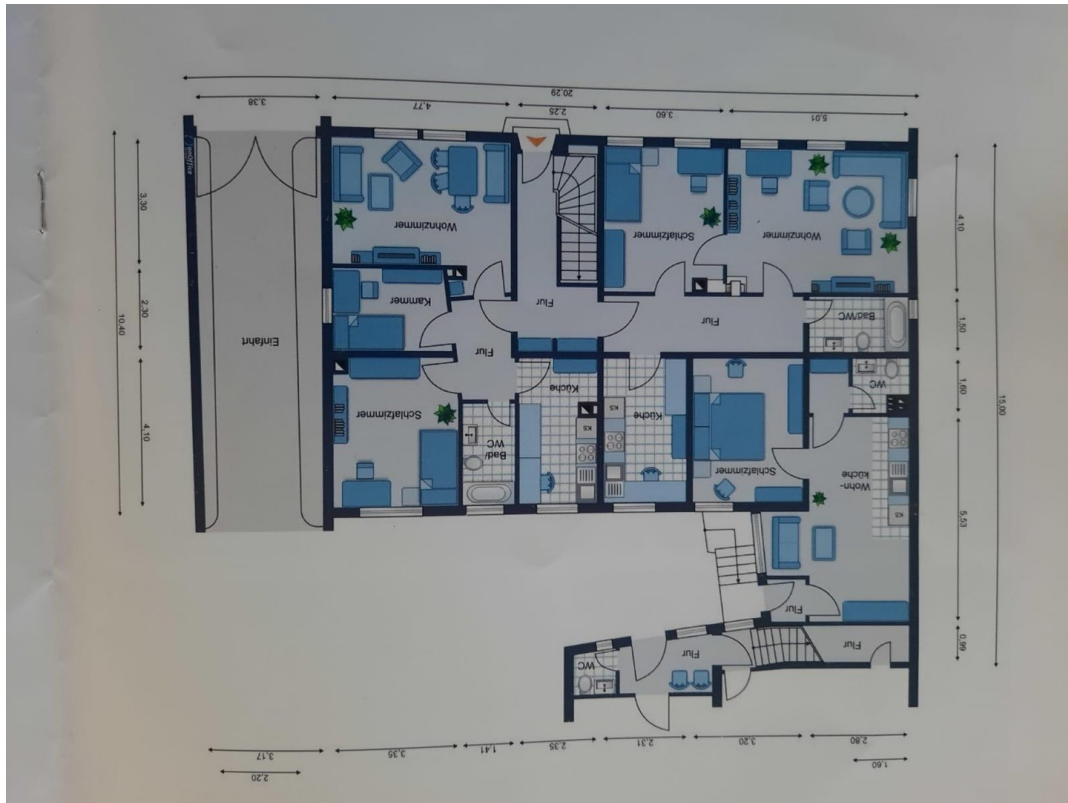 20,29
3,38
4,77
2,25
3,60
5,01
3,30
4,10
Wohnzimmer
Schlafzimmer
Wohnzimmer
2,30
Kammer
Flur
Flur
Bad/WC
1,50
10,40
Einfahrt
Flur
Küche
WC
1,60
15,00
4,10
Schlafzimmer
Küche
KS
KS
Bad/
WC
Schlafzimmer
Wohn-
küche
KS
5,53
Flur
Flur
Flur
WC
0,99
3,17
3,35
1,41
2,35
2,31
3,20
2,80
2,20
1,60